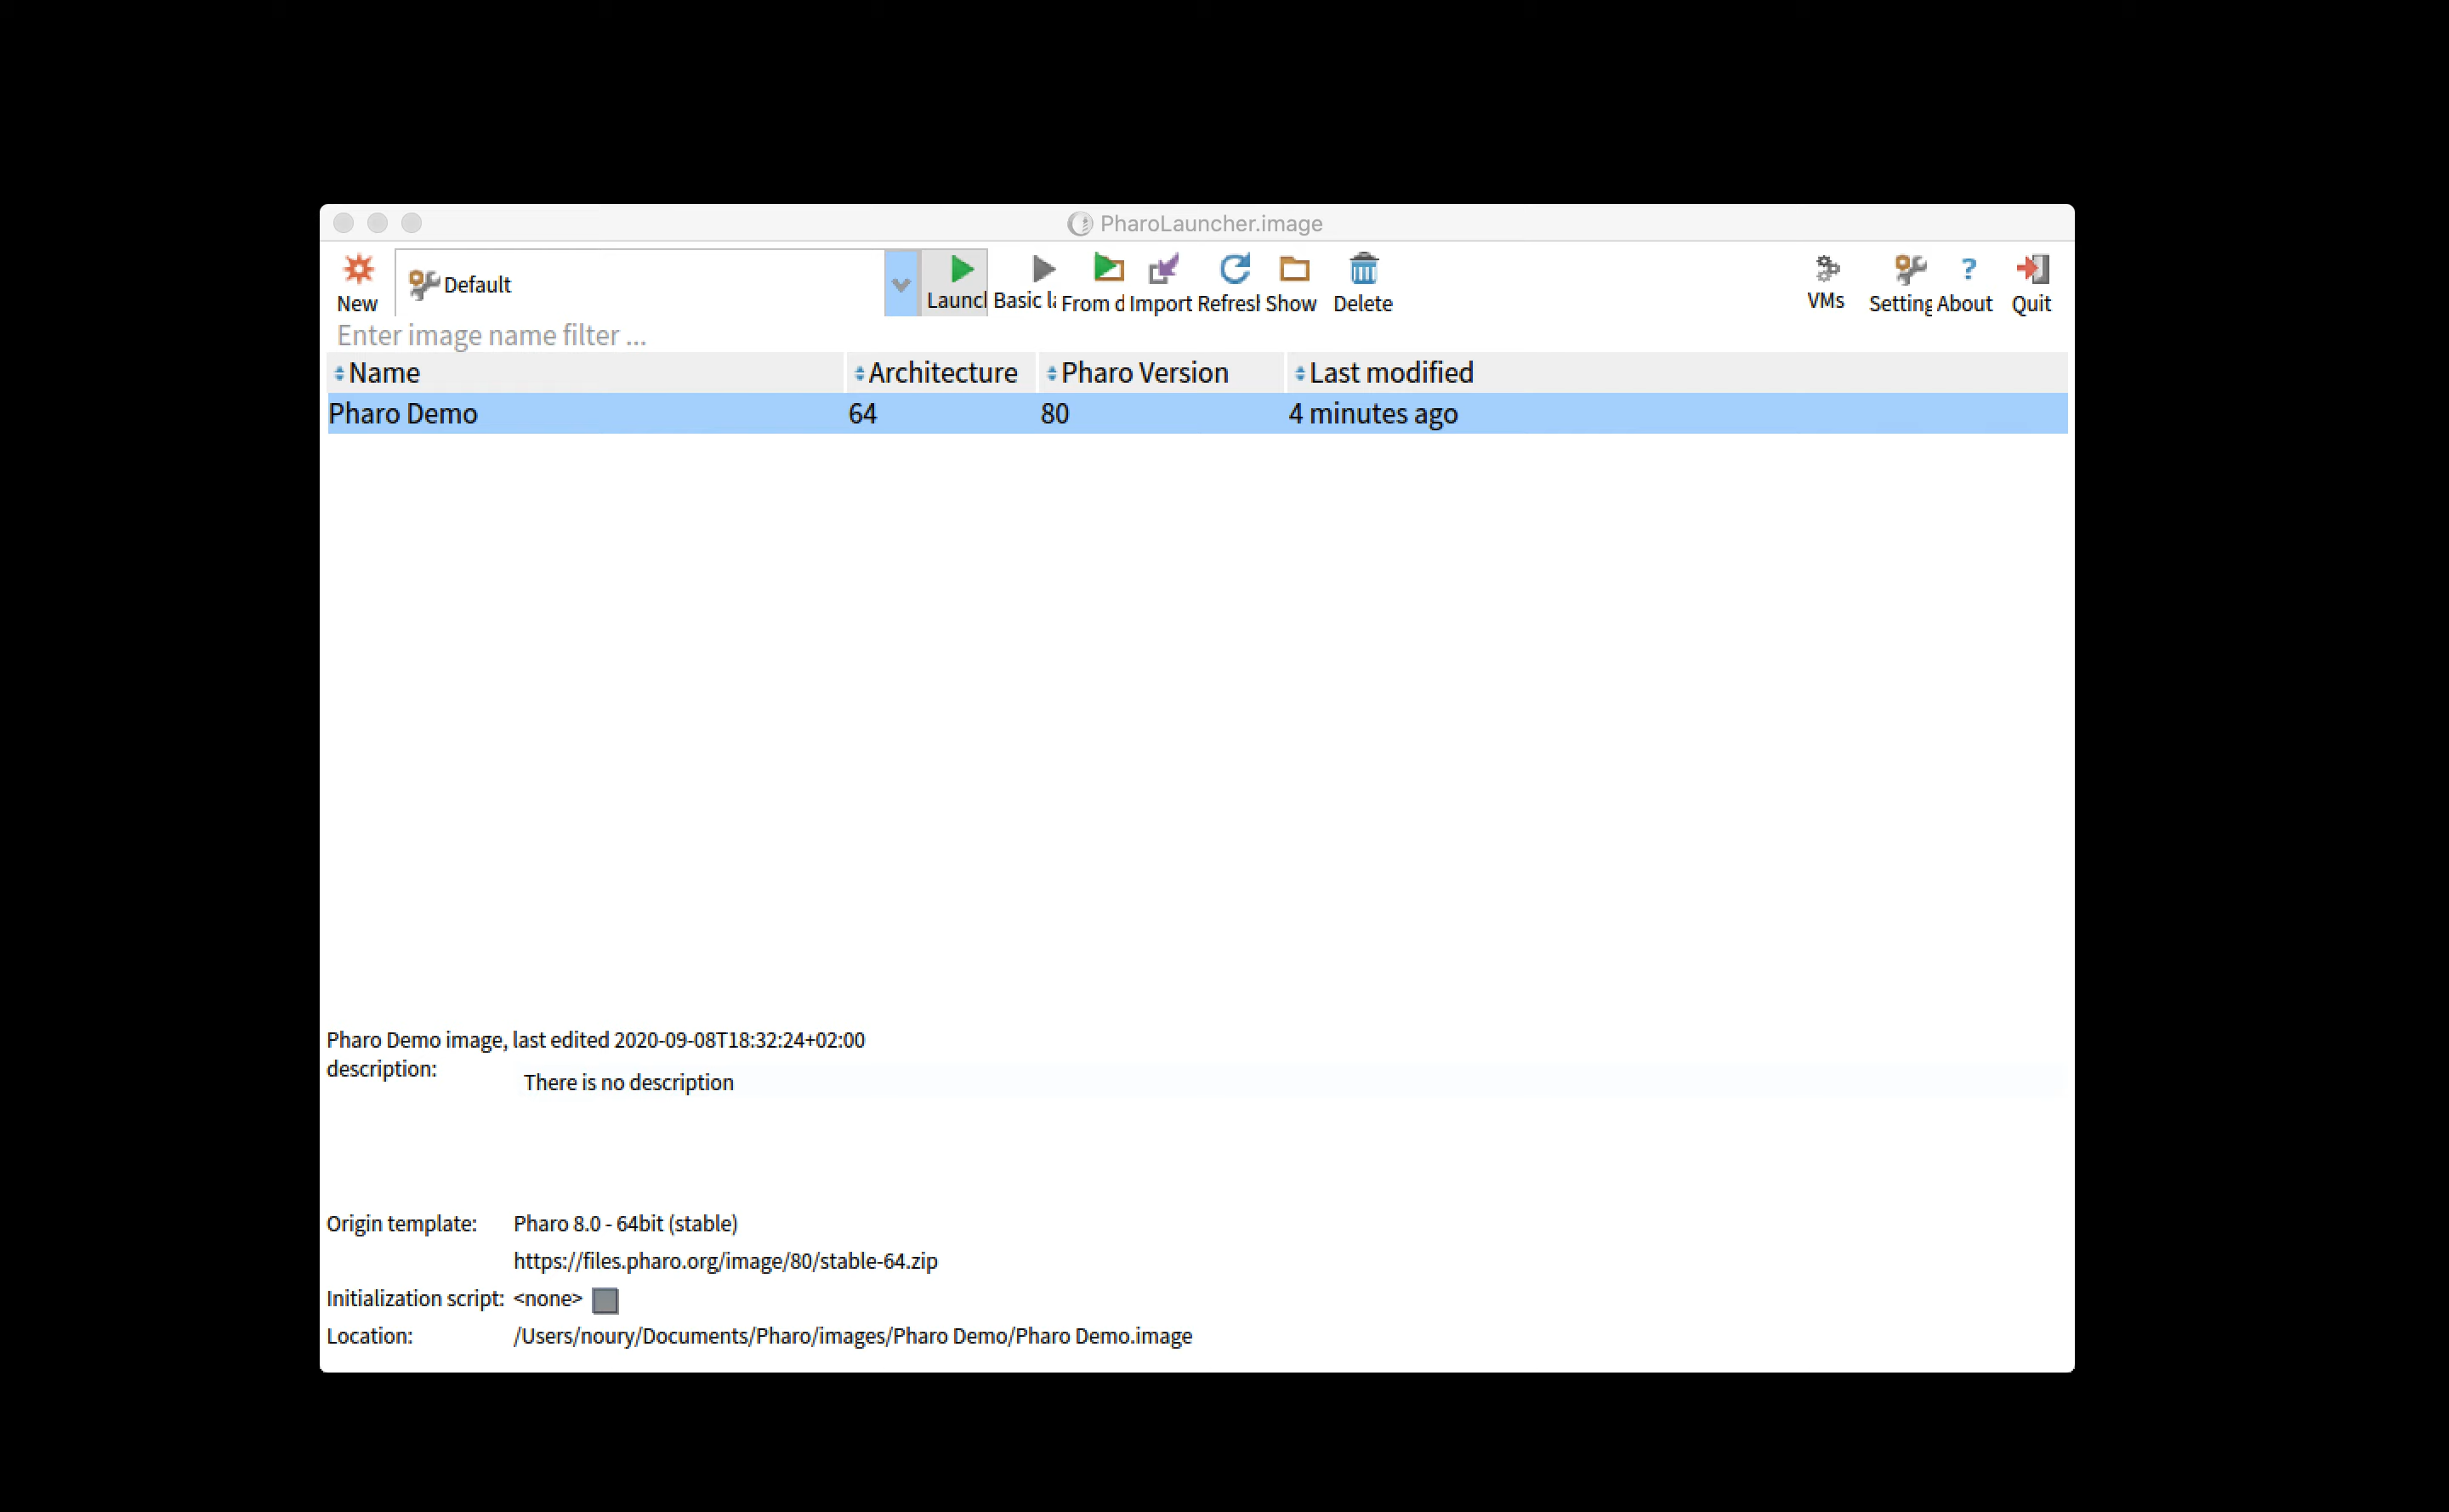 PharoLauncher.image
New Default Launch Basic la From d Import Refresh Show Delete VMs Setting ? About Quit
Enter image name filter ...
Name Architecture Pharo Version Last modified
Pharo Demo 64 80 4 minutes ago
Pharo Demo image, last edited 2020-09-08T18:32:24+02:00
description:
There is no description
Origin template: Pharo 8.0 - 64bit (stable)
https://files.pharo.org/image/80/stable-64.zip
Initialization script: <none>
Location: /Users/noury/Documents/Pharo/images/Pharo Demo/Pharo Demo.image